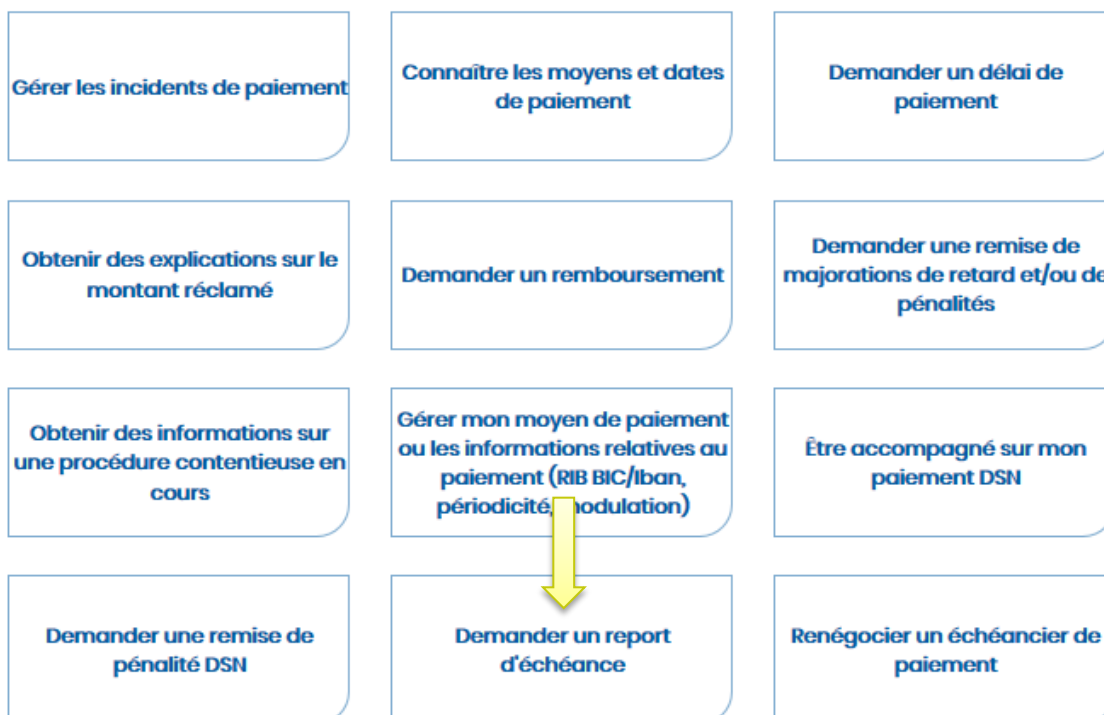 Gérer les incidents de paiement
Connaître les moyens et dates
de paiement
Demander un délai de
paiement
Obtenir des explications sur le
montant réclamé
Demander un remboursement
Demander une remise de
majorations de retard et/ou de
pénalités
Obtenir des informations sur
une procédure contentieuse en
cours
Gérer mon moyen de paiement
ou les informations relatives au
paiement (RIB BIC/Iban,
périodicité, modulation)
Être accompagné sur mon
paiement DSN
Demander une remise de
pénalité DSN
Demander un report
d'échéance
Renégocier un échéancier de
paiement